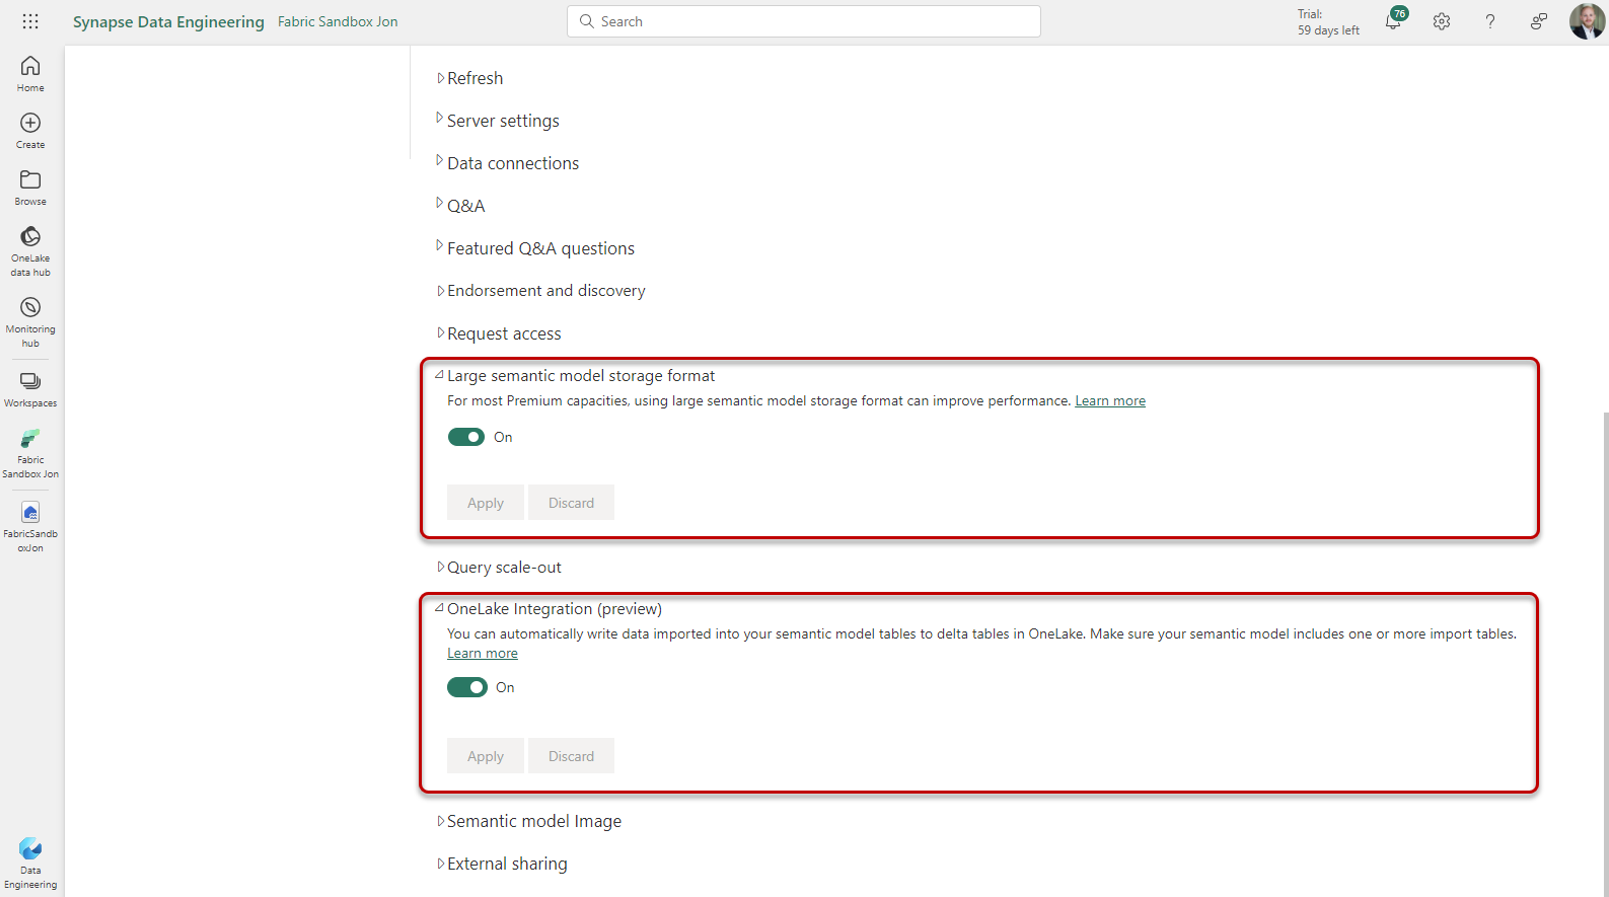 Synapse Data Engineering Fabric Sandbox Jon
Search
Trial:
59 days left
76
?
Home
Create
Browse
OneLake
data hub
Monitoring
hub
Workspaces
Fabric
Sandbox Jon
FabricSandb
oxJon
Data
Engineering
Refresh
Server settings
Data connections
Q&A
Featured Q&A questions
Endorsement and discovery
Request access
Large semantic model storage format
For most Premium capacities, using large semantic model storage format can improve performance. Learn more
On
Apply Discard
Query scale-out
OneLake Integration (preview)
You can automatically write data imported into your semantic model tables to delta tables in OneLake. Make sure your semantic model includes one or more import tables.
Learn more
On
Apply Discard
Semantic model Image
External sharing